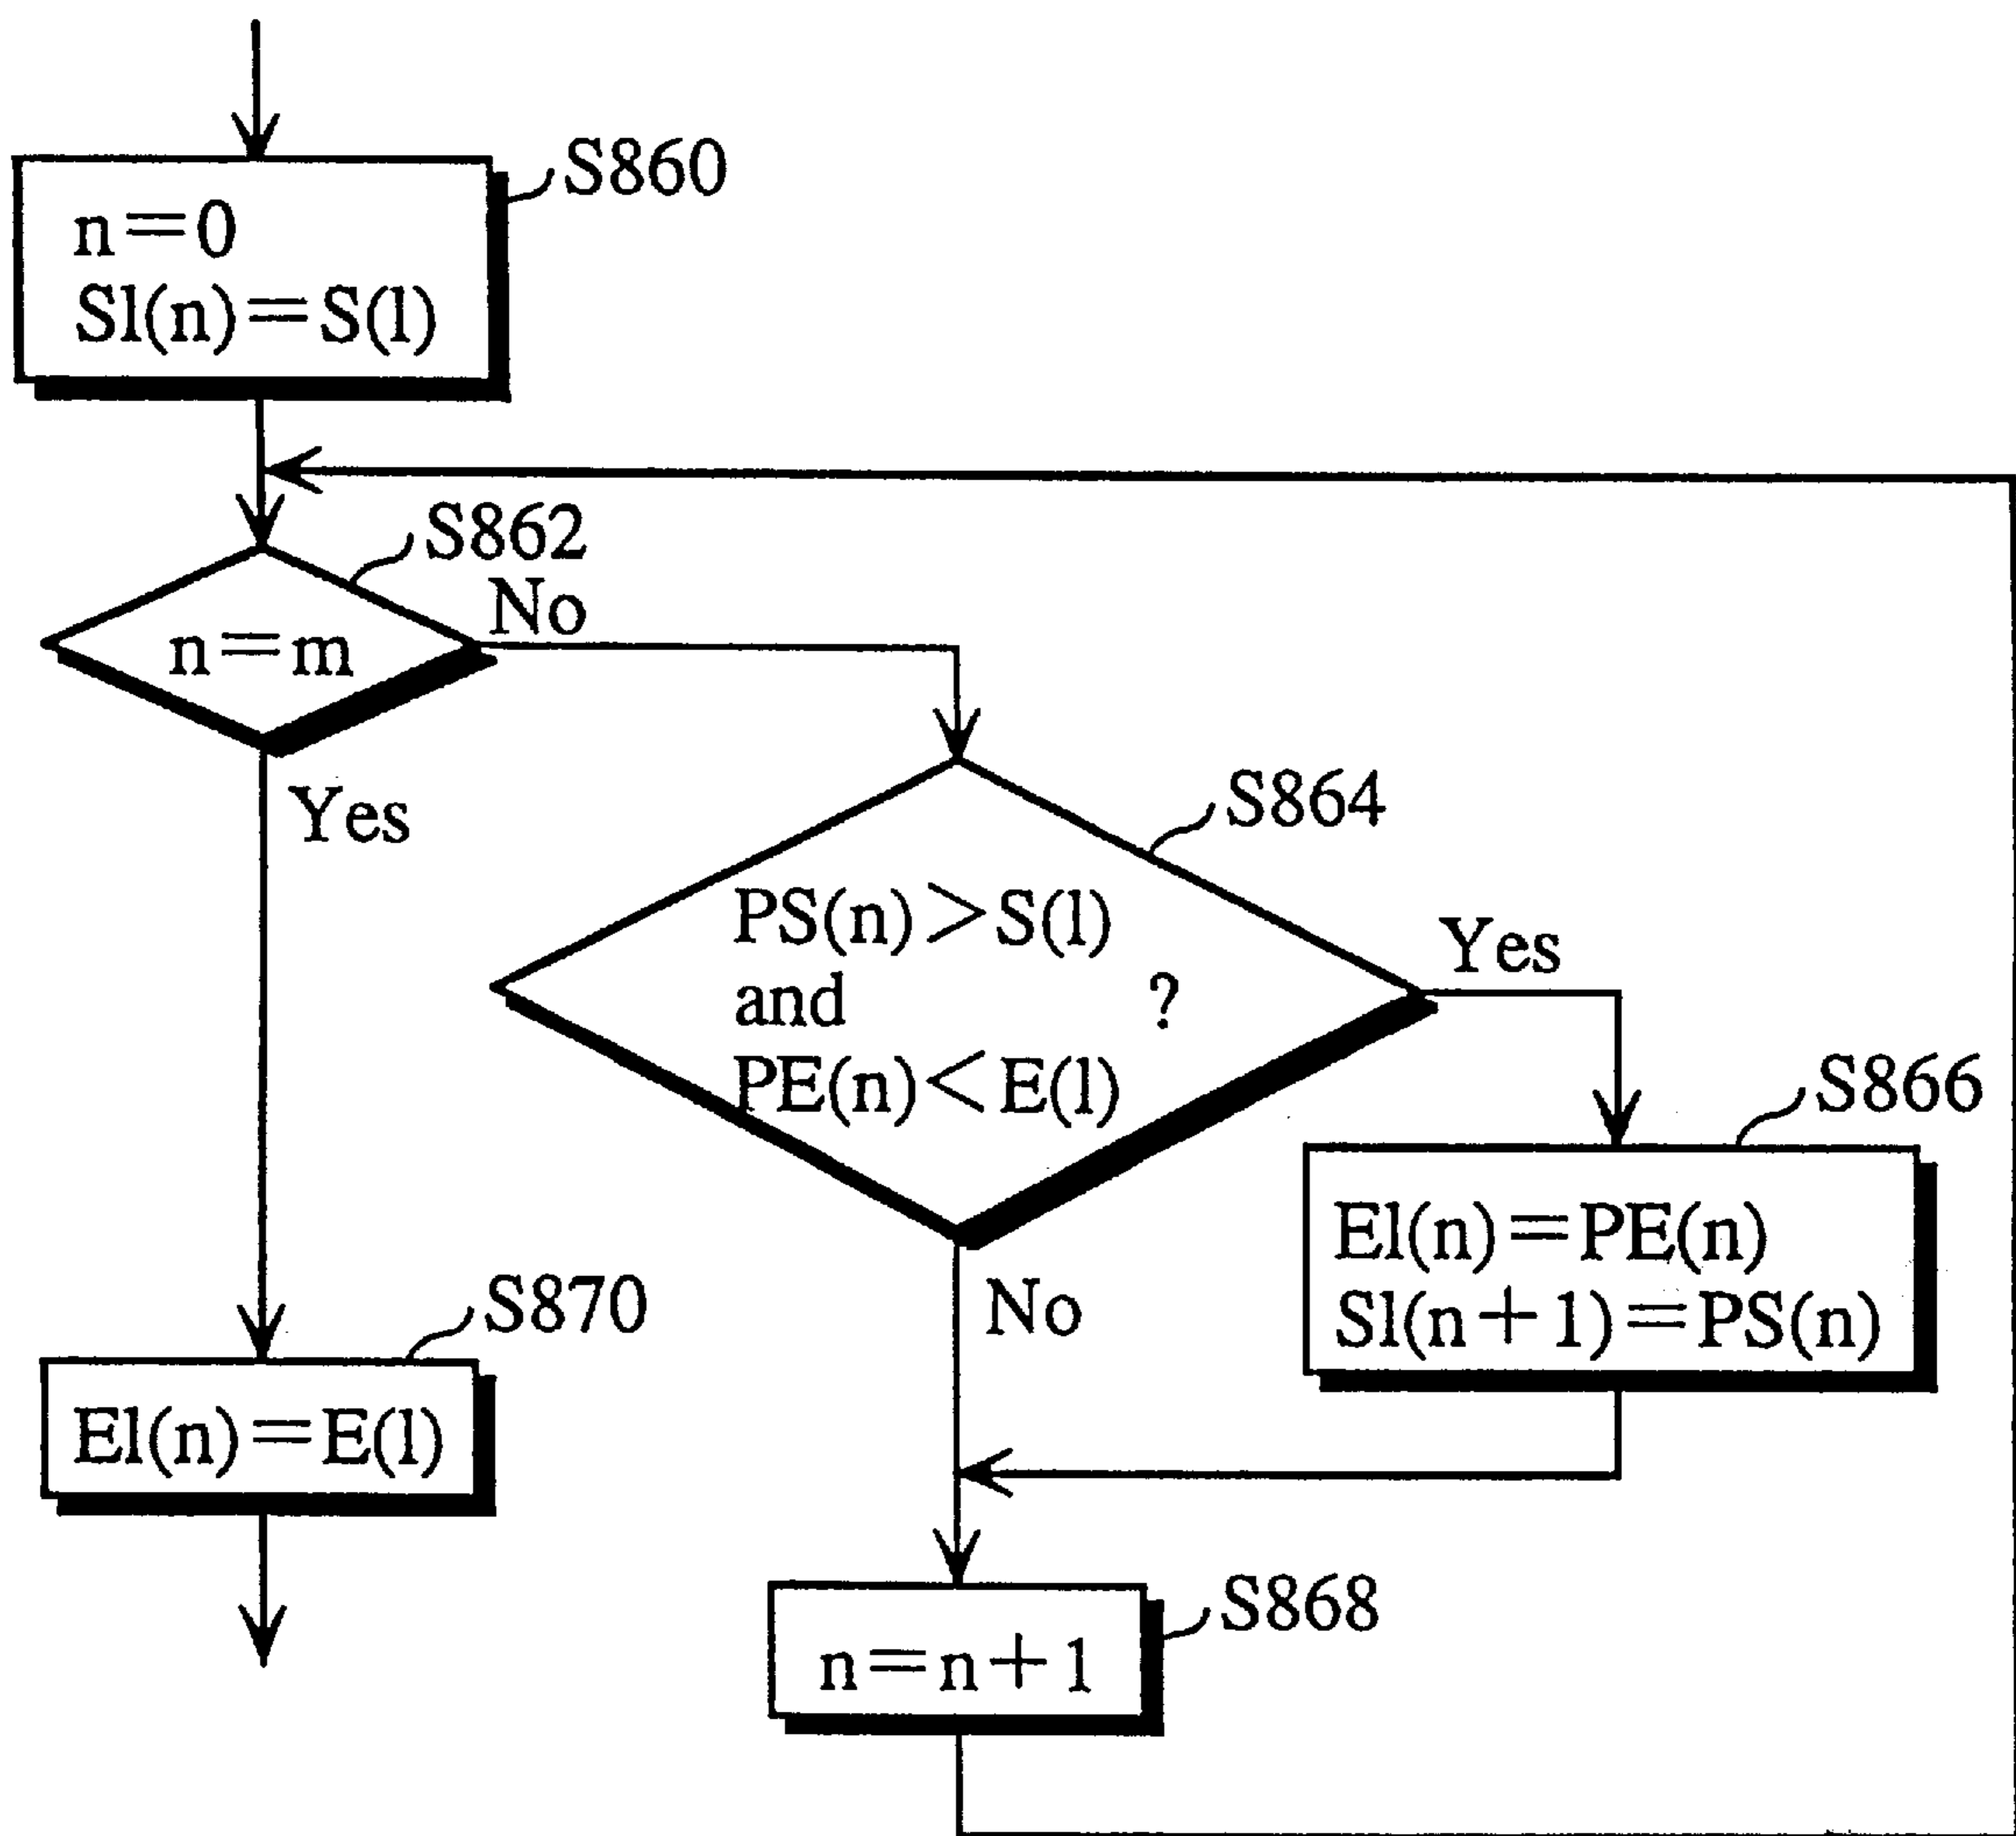 S860
n=0
Sl(n)=S(l)
S862
No
n=m
Yes
S864
PS(n)>S(l)
and ?
PE(n)<E(l)
Yes
S866
El(n)=PE(n)
Sl(n+1)=PS(n)
No
S870
El(n)=E(l)
S868
n=n+1